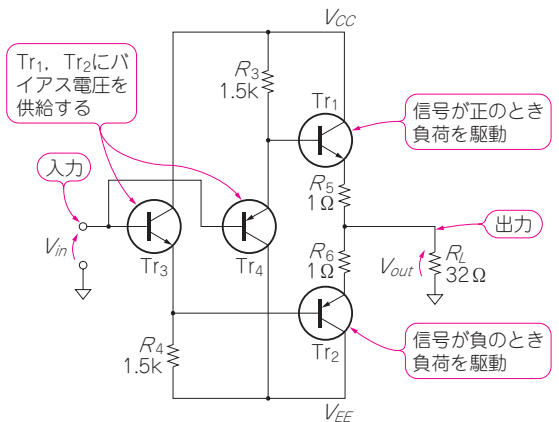 V_CC
Tr1，Tr2にバ
イアス電圧を
供給する
R3
1.5k
Tr1
信号が正のとき
負荷を駆動
入力
R5
1Ω
出力
Vin
Tr3
Tr4
R6
1Ω
Vout
RL
32Ω
R4
1.5k
Tr2
信号が負のとき
負荷を駆動
V_EE